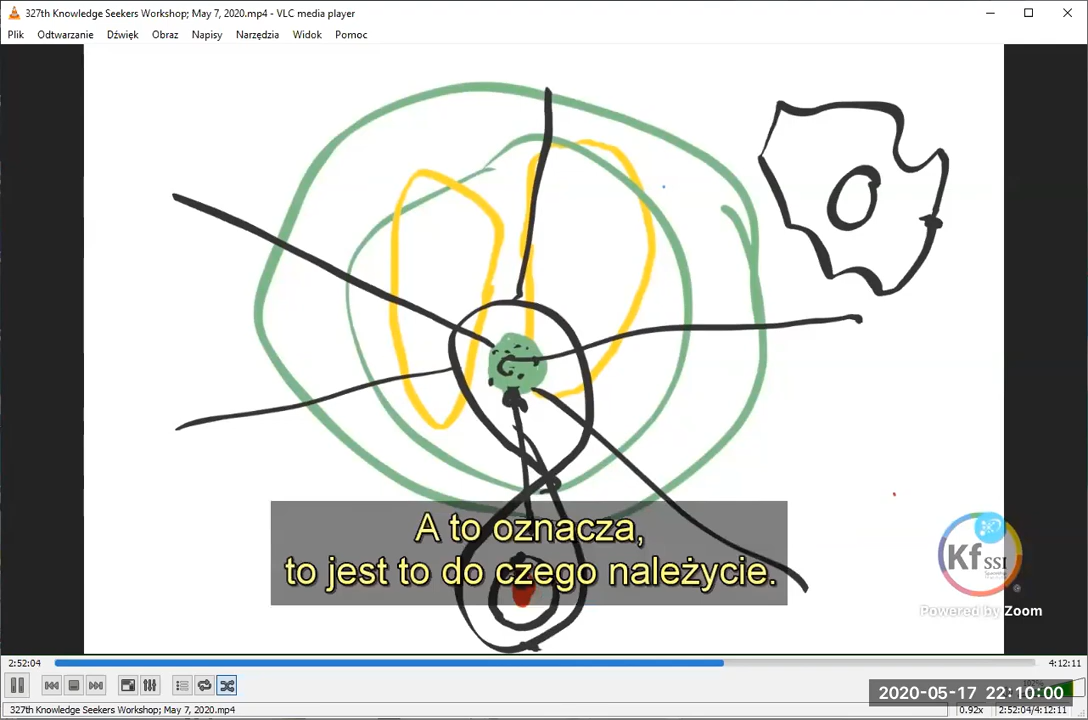 327th Knowledge Seekers Workshop; May 7, 2020.mp4 - VLC media player
Plik Odtwarzanie Dźwięk Obraz Napisy Narzędzia Widok Pomoc
A to oznacza,
to jest to do czego należycie.
Kf SSI
Powered by Zoom
2:52:04 4:12:11
2020-05-17 22:10:00
327th Knowledge Seekers Workshop; May 7, 2020.mp4 0.92x 2:52:04/4:12:11